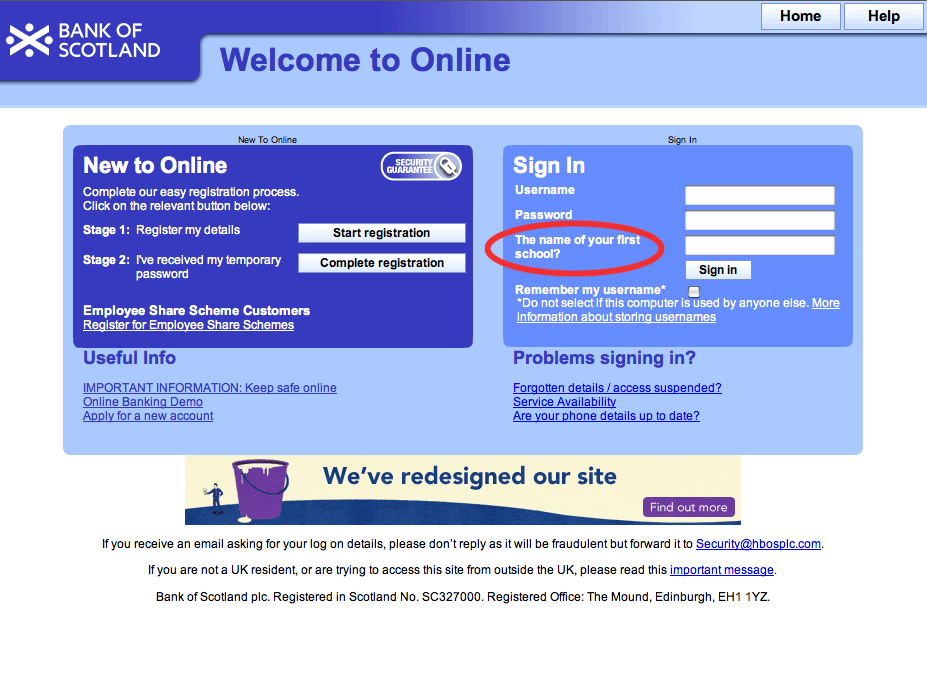 BANK OF
SCOTLAND
Home
Help
Welcome to Online
New To Online
New to Online
SECURITY
GUARANTEE
Complete our easy registration process.
Click on the relevant button below:
Stage 1: Register my details
Start registration
Stage 2: I've received my temporary
password
Complete registration
Employee Share Scheme Customers
Register for Employee Share Schemes
Sign In
Sign In
Username
Password
The name of your first
school?
Sign in
Remember my username*
*Do not select if this computer is used by anyone else. More
information about storing usernames
Useful Info
IMPORTANT INFORMATION: Keep safe online
Online Banking Demo
Apply for a new account
Problems signing in?
Forgotten details / access suspended?
Service Availability
Are your phone details up to date?
We've redesigned our site
Find out more
If you receive an email asking for your log on details, please don't reply as it will be fraudulent but forward it to Security@hbosplc.com.
If you are not a UK resident, or are trying to access this site from outside the UK, please read this important message.
Bank of Scotland plc. Registered in Scotland No. SC327000. Registered Office: The Mound, Edinburgh, EH1 1YZ.